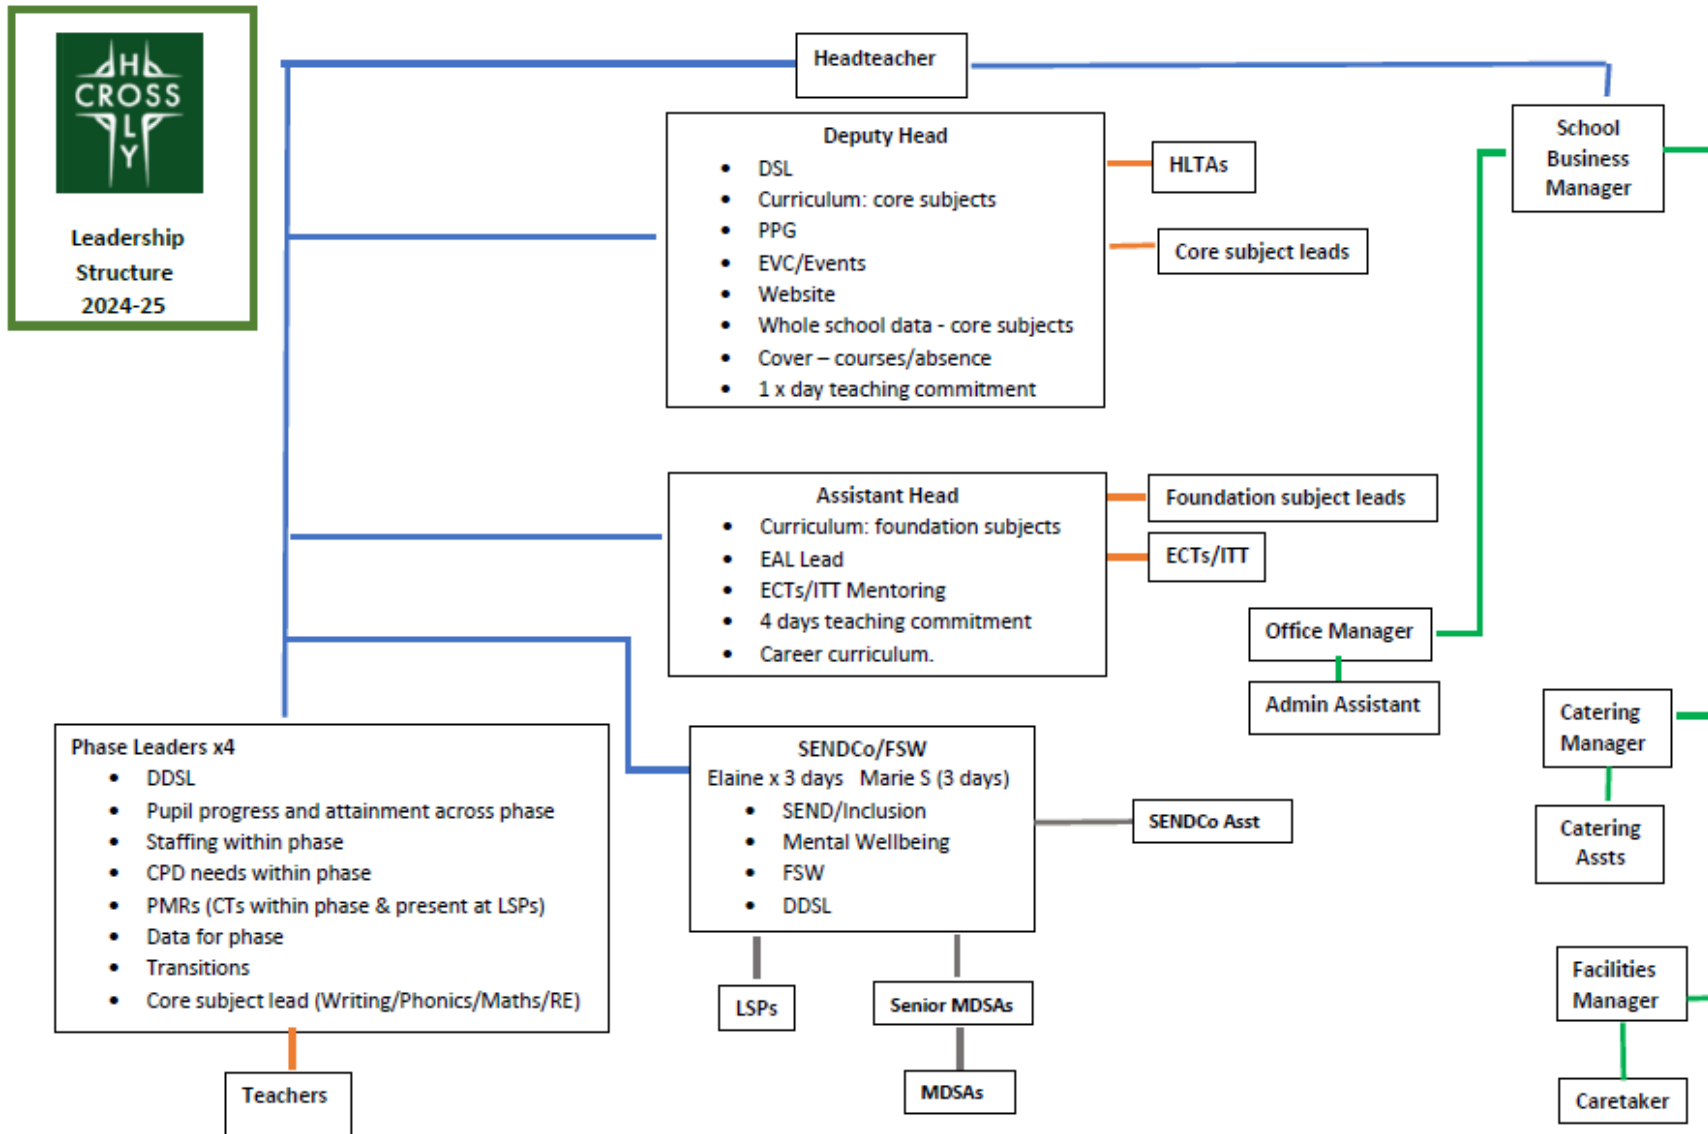 H
CROSS
L
Y
Leadership
Structure
2024-25
Headteacher
Deputy Head
• DSL
• Curriculum: core subjects
• PPG
• EVC/Events
• Website
• Whole school data - core subjects
• Cover – courses/absence
• 1 x day teaching commitment
HLTAs
Core subject leads
School
Business
Manager
Assistant Head
• Curriculum: foundation subjects
• EAL Lead
• ECTs/ITT Mentoring
• 4 days teaching commitment
• Career curriculum.
Foundation subject leads
ECTs/ITT
Office Manager
Admin Assistant
Phase Leaders x4
• DDSL
• Pupil progress and attainment across phase
• Staffing within phase
• CPD needs within phase
• PMRs (CTs within phase & present at LSPs)
• Data for phase
• Transitions
• Core subject lead (Writing/Phonics/Maths/RE)
Teachers
SENDCo/FSW
Elaine x 3 days Marie S (3 days)
• SEND/Inclusion
• Mental Wellbeing
• FSW
• DDSL
SENDCo Asst
LSPs
Senior MDSAs
MDSAs
Catering
Manager
Catering
Assts
Facilities
Manager
Caretaker